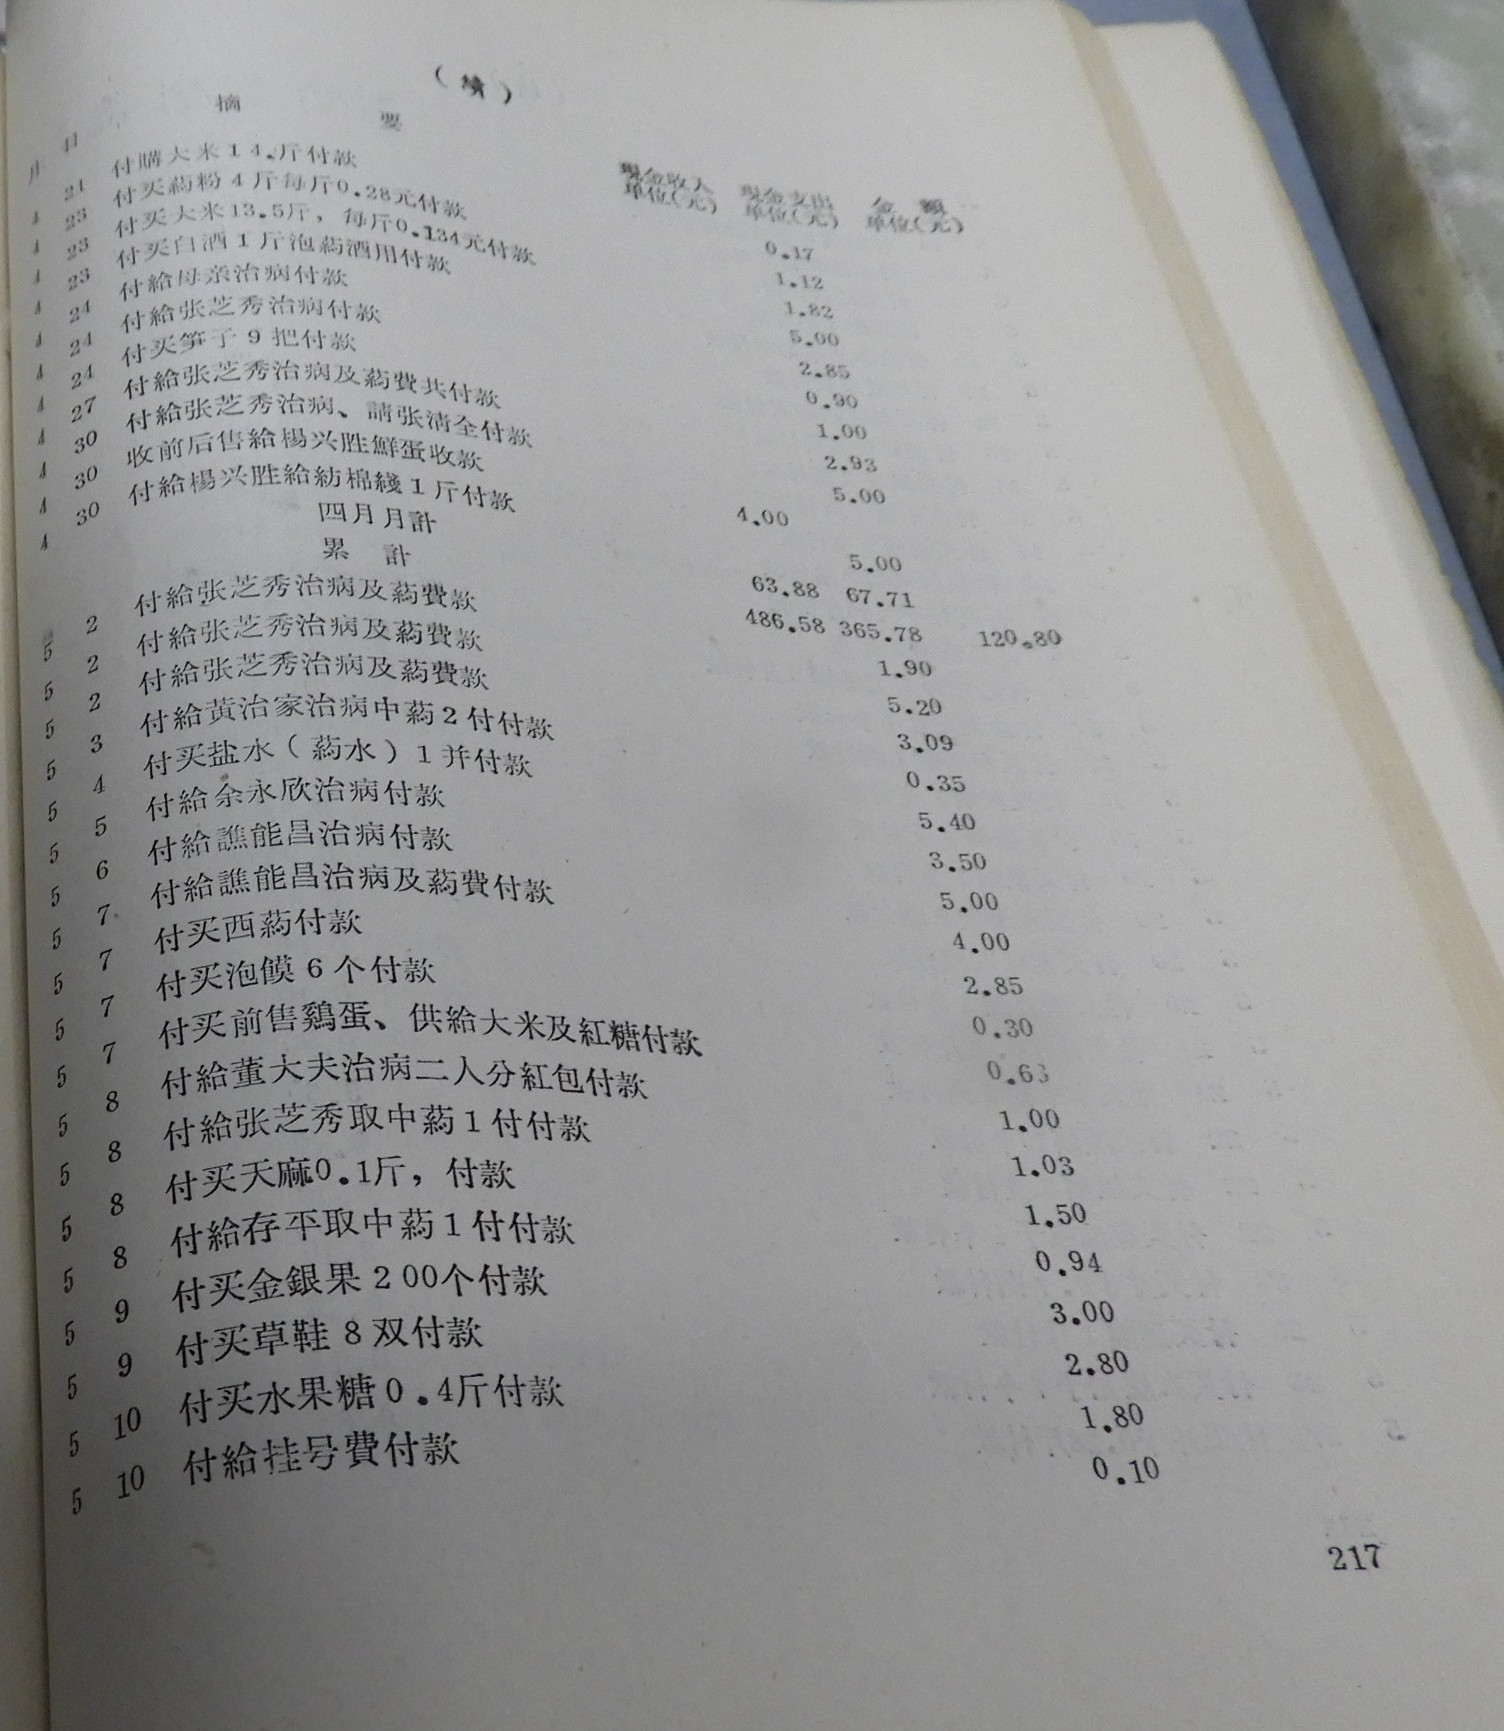 (續)
月 日 摘 要 現金收入單位(元) 現金支出單位(元) 金額單位(元)
4 21 付購大米14.斤付款 0.17
4 23 付买葯粉4斤每斤0.28元付款 1.12
4 23 付买大米13.5斤,每斤0.134元付款 1.82
4 23 付买白酒1斤泡葯酒用付款 5.00
4 24 付給母亲治病付款 2.85
4 24 付給张芝秀治病付款 0.90
4 24 付买笋子9把付款 1.00
4 27 付給张芝秀治病及葯費共付款 2.93
4 30 付給张芝秀治病、請张清全付款 5.00
4 30 收前后售給楊兴胜鮮蛋收款 4.00
4 30 付給楊兴胜給紡棉綫1斤付款 5.00
四月月計 63.88 67.71
累計 486.58 365.78 120.80
5 2 付給张芝秀治病及葯費款 1.90
5 2 付給张芝秀治病及葯費款 5.20
5 2 付給张芝秀治病及葯費款 3.09
5 3 付給黃治家治病中葯2付付款 0.35
5 4 付买盐水(葯水)1并付款 5.40
5 5 付給余永欣治病付款 3.50
5 6 付給譙能昌治病付款 5.00
5 7 付給譙能昌治病及葯費付款 4.00
5 7 付买西葯付款 2.85
5 7 付买泡饃6个付款 0.30
5 7 付买前售鷄蛋、供給大米及紅糖付款 0.63
5 8 付給董大夫治病二人分紅包付款 1.00
5 8 付給张芝秀取中葯1付付款 1.03
5 8 付买天麻0.1斤,付款 1.50
5 8 付給存平取中葯1付付款 0.94
5 9 付买金銀果200个付款 3.00
5 9 付买草鞋8双付款 2.80
5 10 付买水果糖0.4斤付款 1.80
5 10 付給挂号費付款 0.10
217